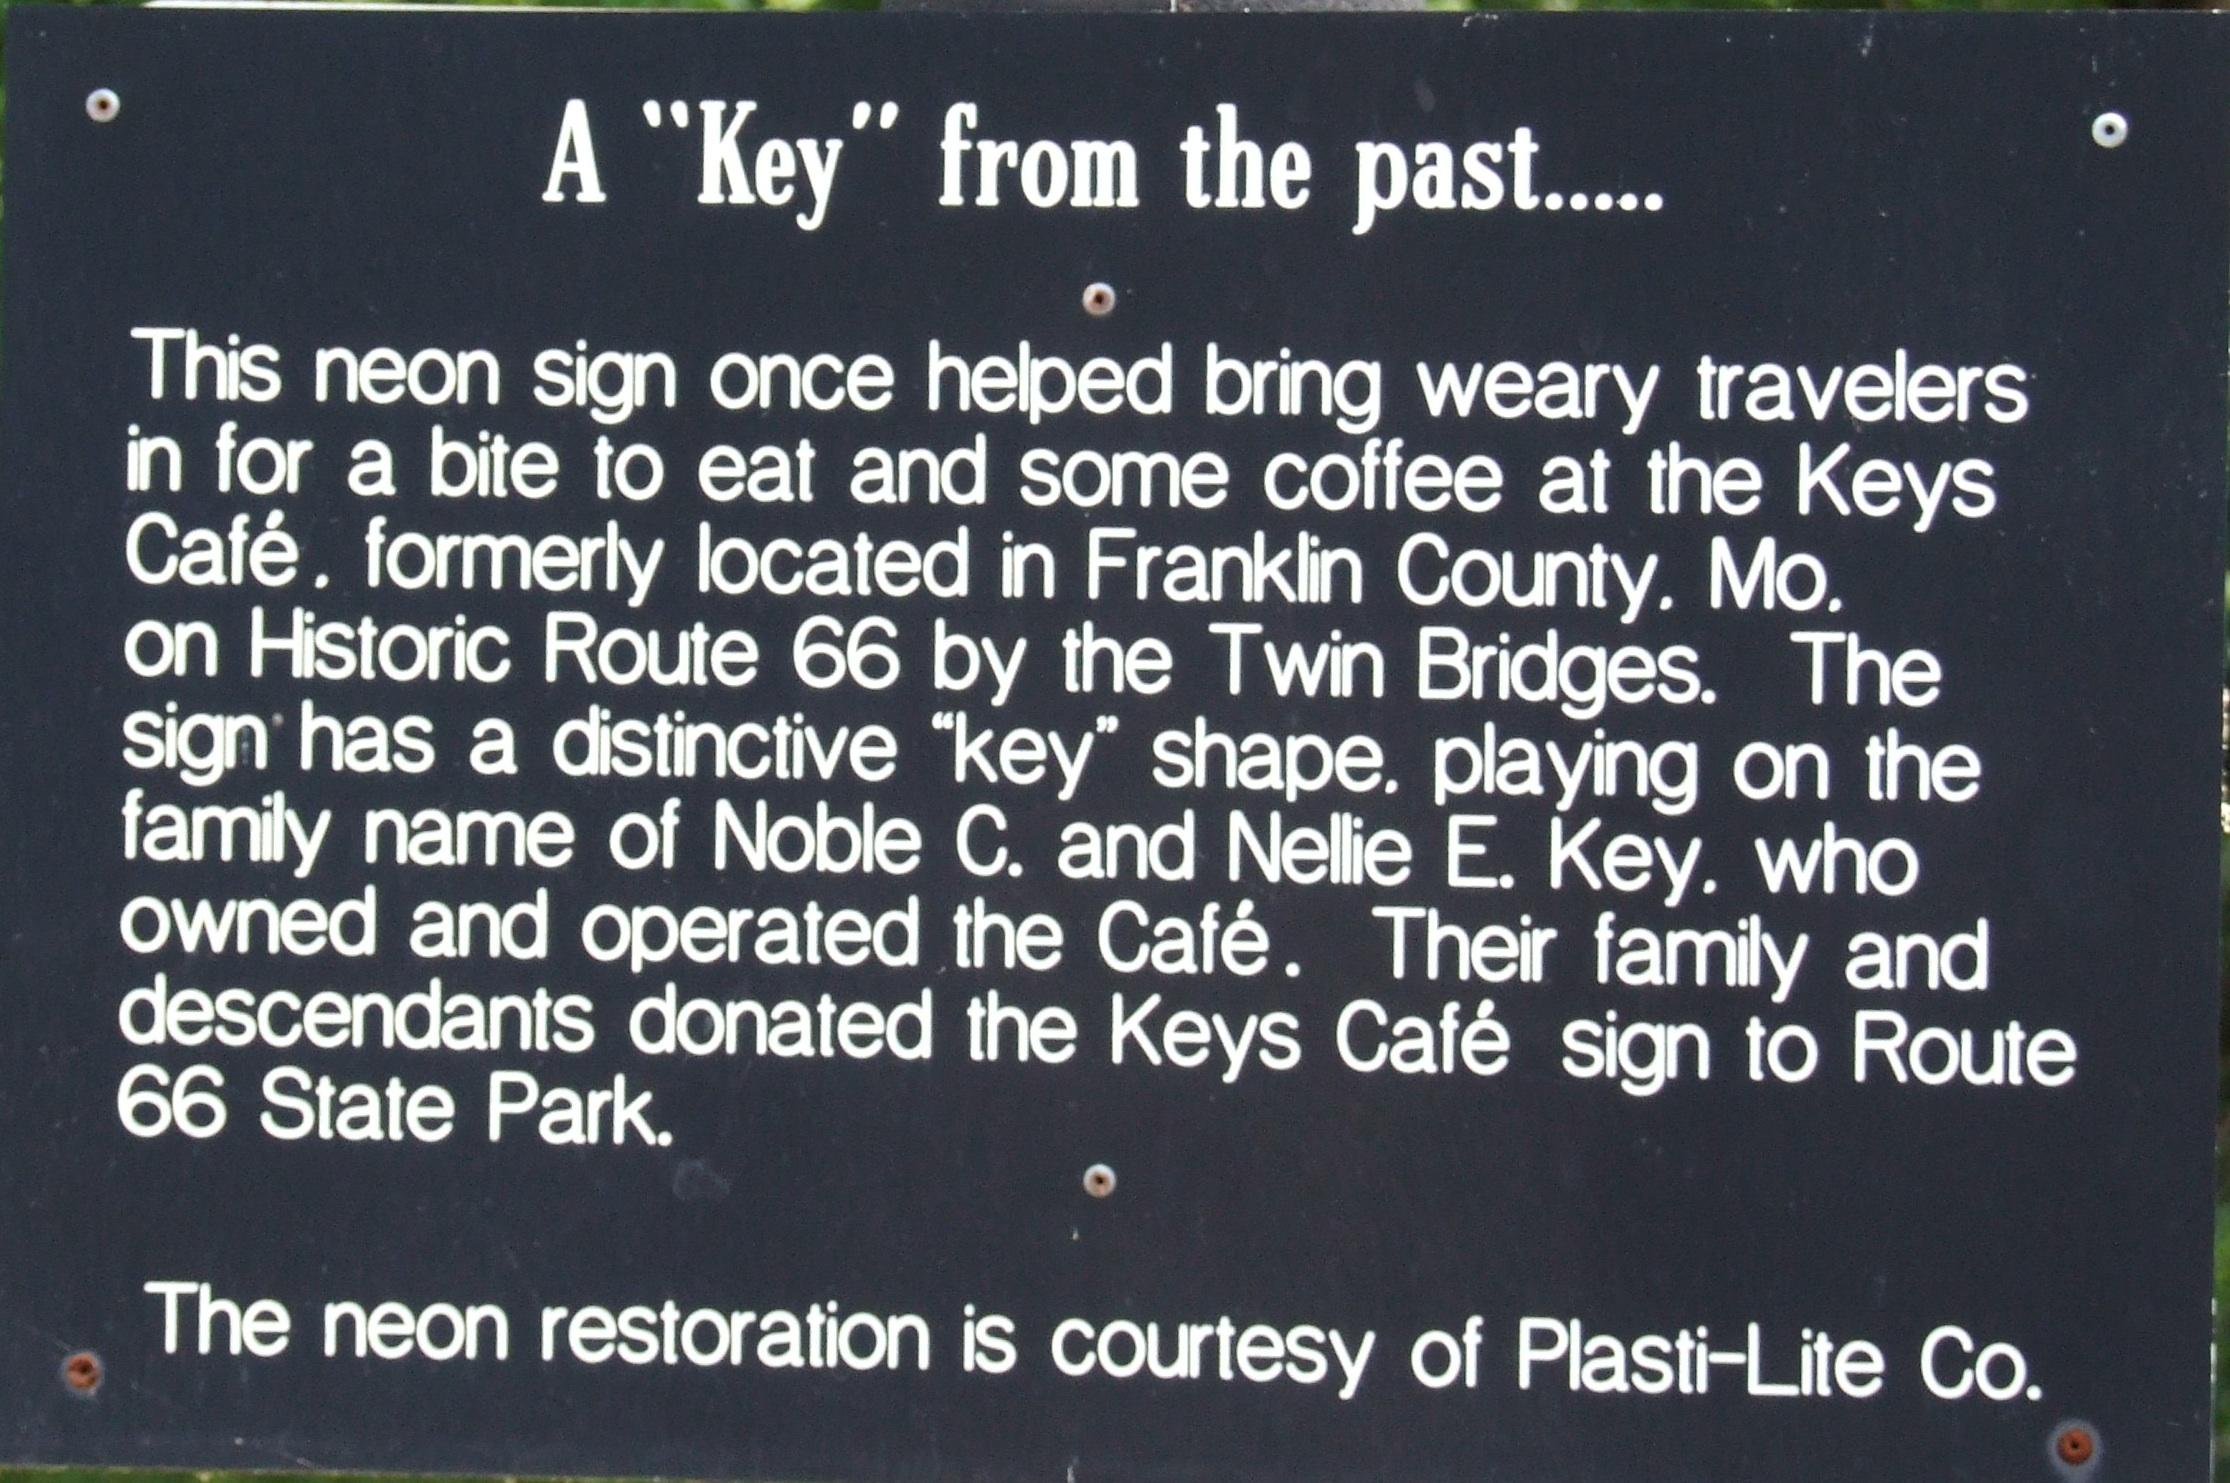 A “Key” from the past.....
This neon sign once helped bring weary travelers
in for a bite to eat and some coffee at the Keys
Café. formerly located in Franklin County. Mo.
on Historic Route 66 by the Twin Bridges. The
sign has a distinctive “key” shape. playing on the
family name of Noble C. and Nellie E. Key. who
owned and operated the Café. Their family and
descendants donated the Keys Café sign to Route
66 State Park.
The neon restoration is courtesy of Plasti-Lite Co.